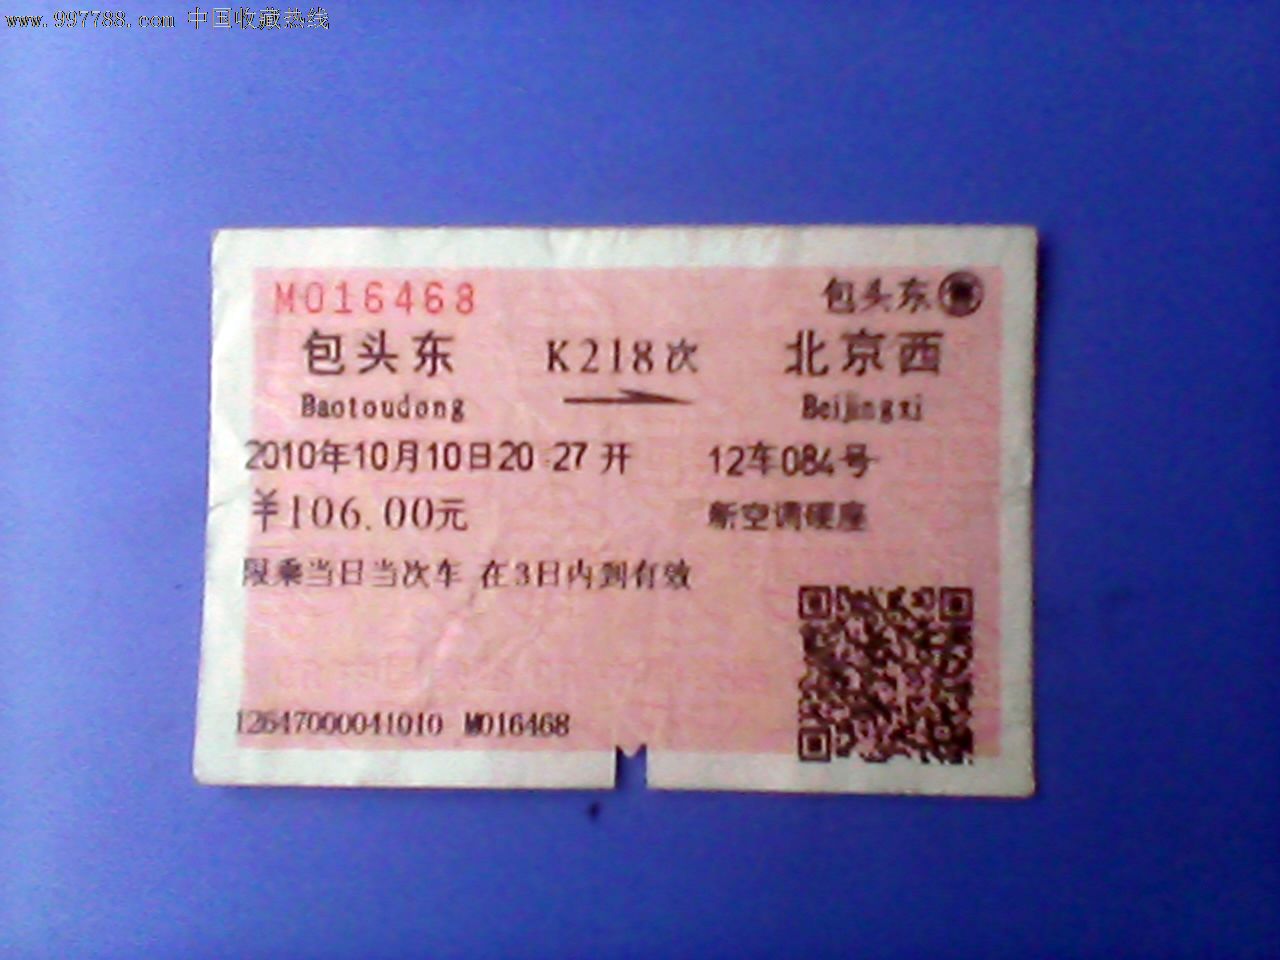 www.997788.com 中国收藏热线
M016468 包头东 售
包头东 K218次 北京西
Baotoudong Beijingxi
2010年10月10日20:27开 12车084号
￥106.00元 新空调硬座
限乘当日当次车 在3日内到有效
12647000041010 M016468